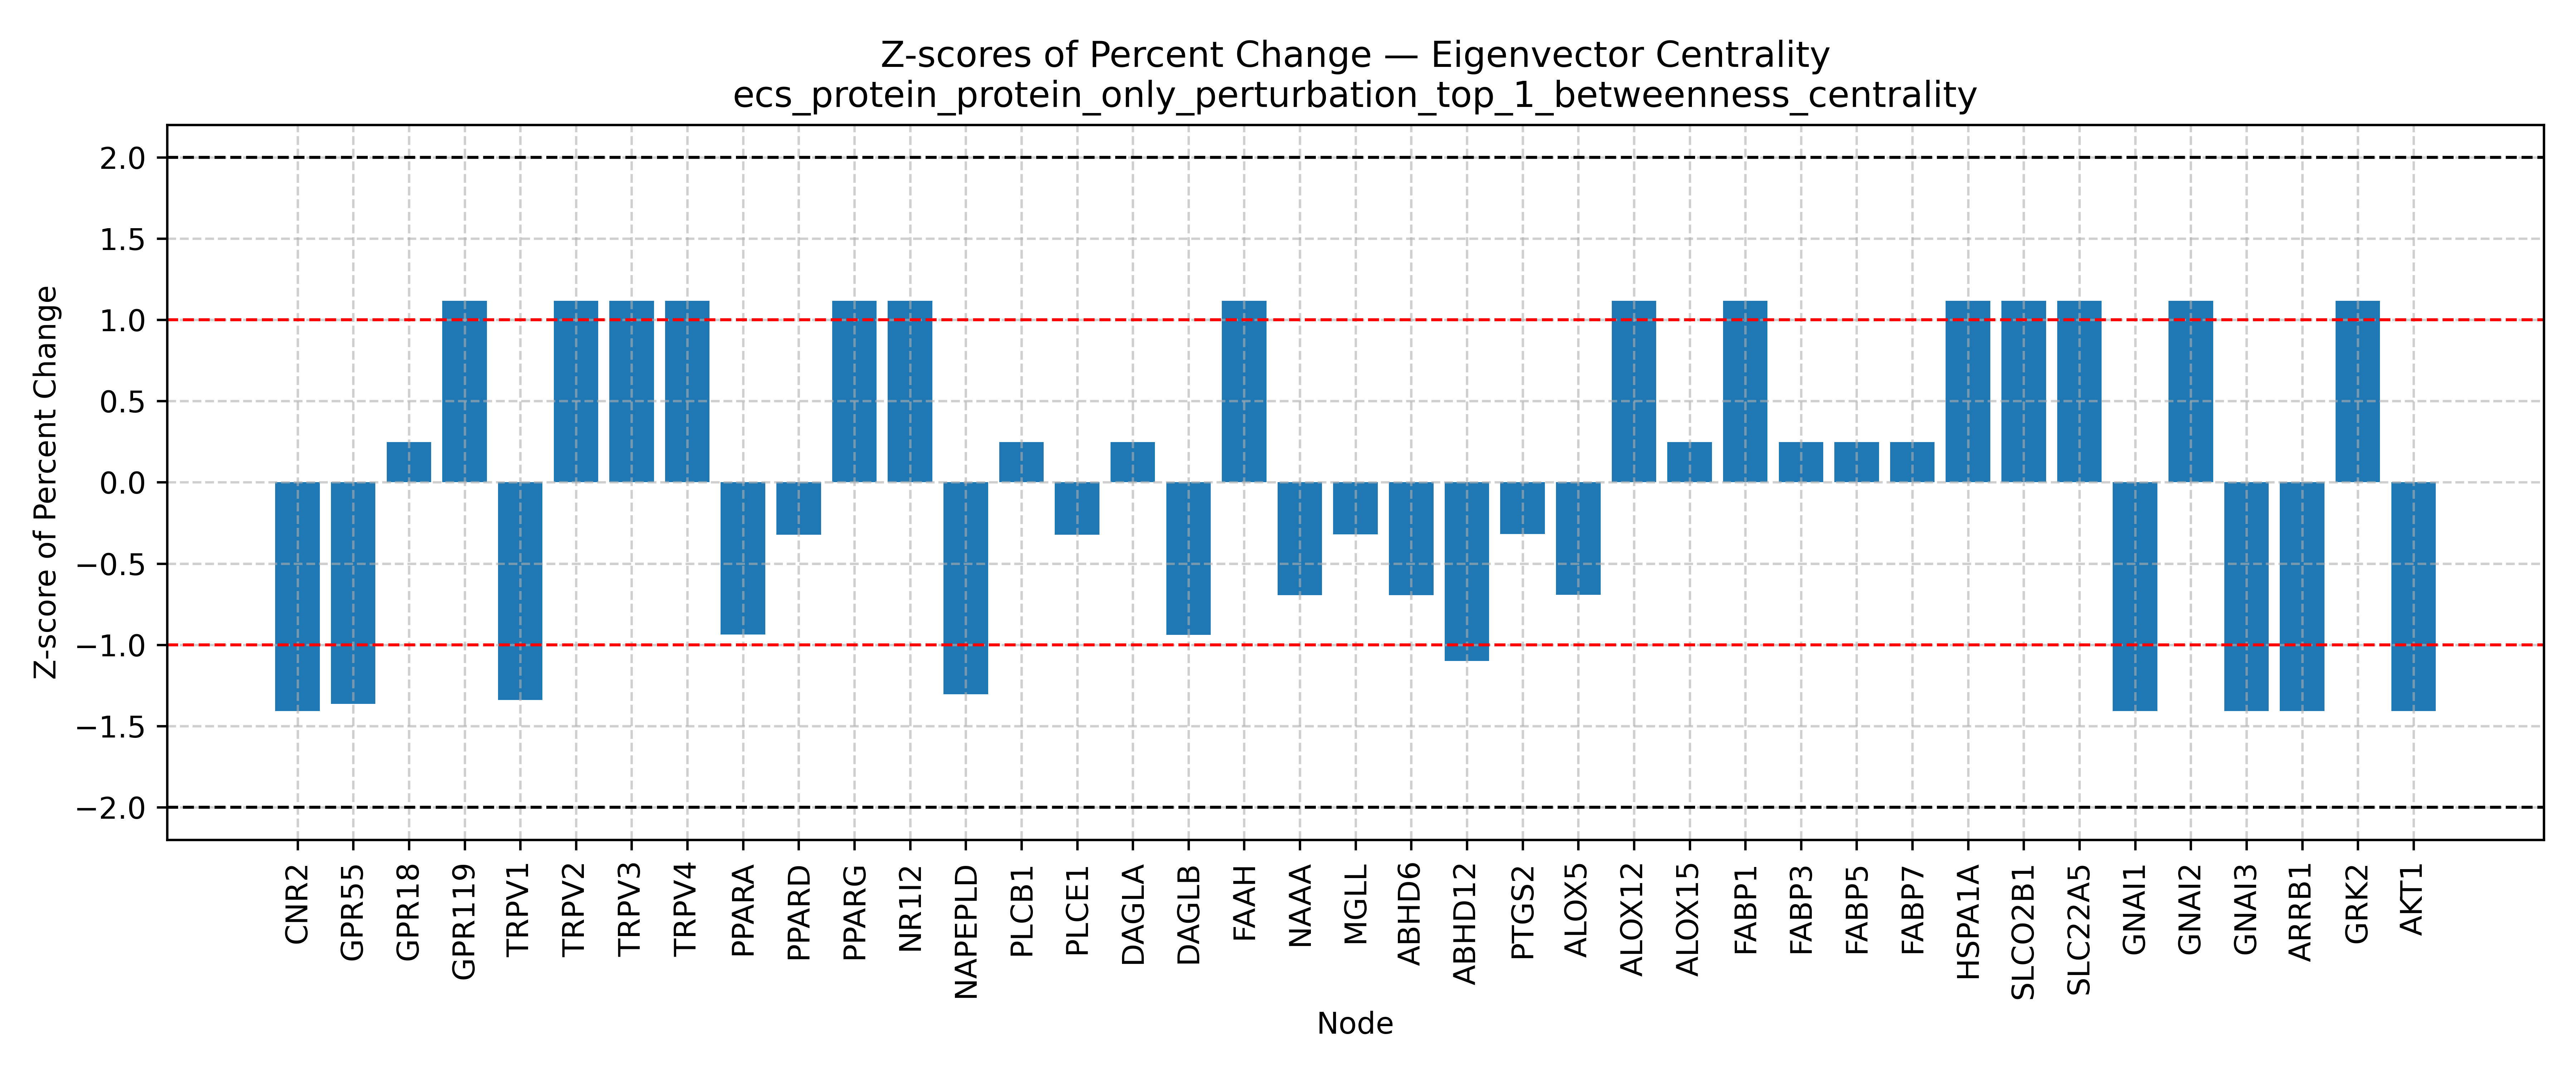 Z-scores of Percent Change — Eigenvector Centrality
ecs_protein_protein_only_perturbation_top_1_betweenness_centrality
Z-score of Percent Change
2.0
1.5
1.0
0.5
0.0
−0.5
−1.0
−1.5
−2.0
CNR2
GPR55
GPR18
GPR119
TRPV1
TRPV2
TRPV3
TRPV4
PPARA
PPARD
PPARG
NR1I2
NAPEPLD
PLCB1
PLCE1
DAGLA
DAGLB
FAAH
NAAA
MGLL
ABHD6
ABHD12
PTGS2
ALOX5
ALOX12
ALOX15
FABP1
FABP3
FABP5
FABP7
HSPA1A
SLCO2B1
SLC22A5
GNAI1
GNAI2
GNAI3
ARRB1
GRK2
AKT1
Node